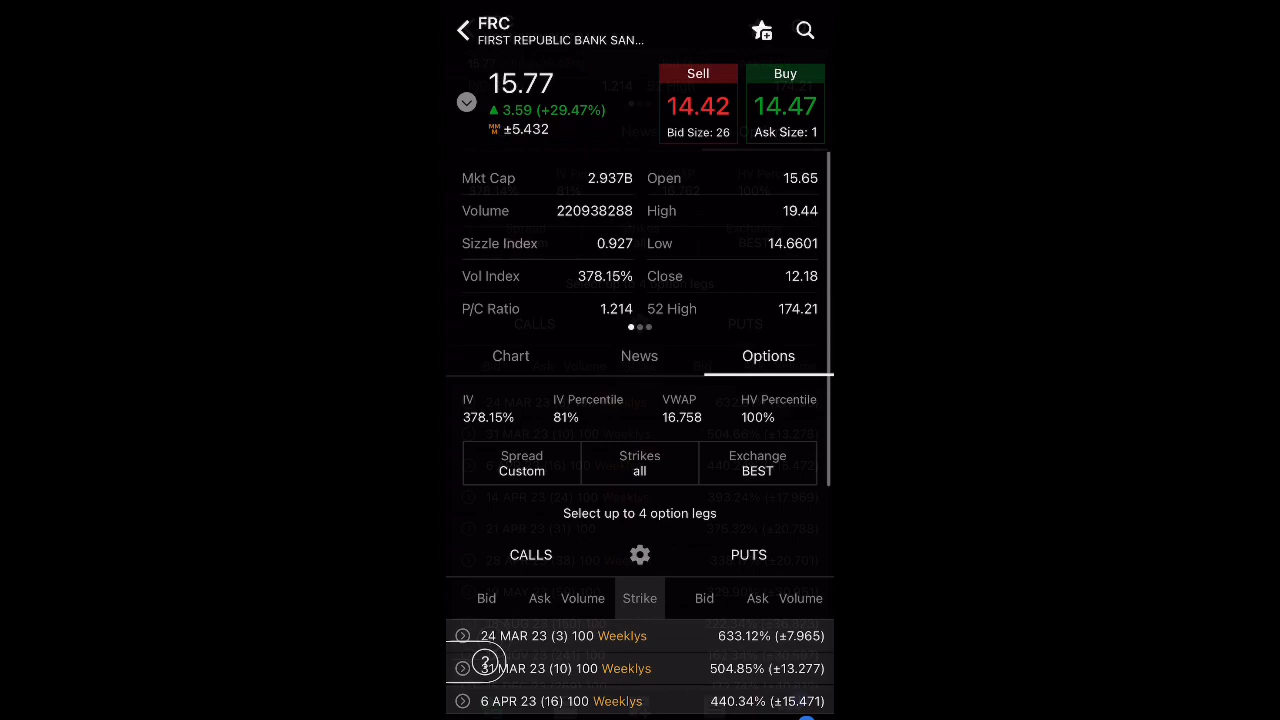 FRC
FIRST REPUBLIC BANK SAN...
15.77
3.59 (+29.47%)
MM
M
±5.432
Sell
14.42
Bid Size: 26
Buy
14.47
Ask Size: 1
Mkt Cap 2.937B Open 15.65
Volume 220938288 High 19.44
Sizzle Index 0.927 Low 14.6601
Vol Index 378.15% Close 12.18
P/C Ratio 1.214 52 High 174.21
Chart News Options
IV IV Percentile VWAP HV Percentile
378.15% 81% 16.758 100%
Spread Strikes Exchange
Custom all BEST
Select up to 4 option legs
CALLS PUTS
Bid Ask Volume Strike Bid Ask Volume
24 MAR 23 (3) 100 Weeklys 633.12% (±7.965)
31 MAR 23 (10) 100 Weeklys 504.85% (±13.277)
?
6 APR 23 (16) 100 Weeklys 440.34% (±15.471)